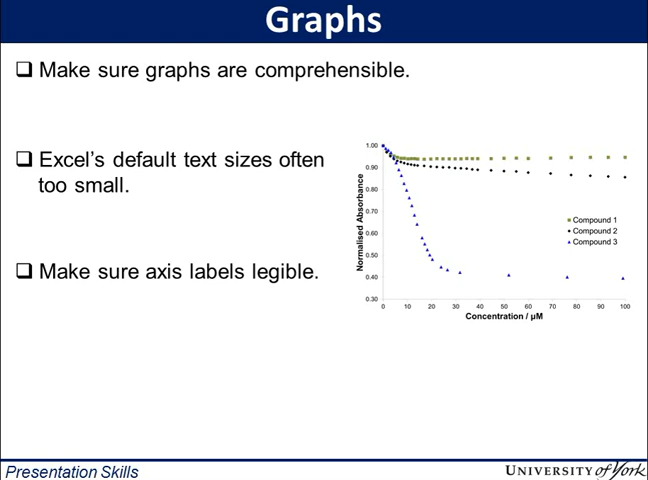 Graphs
❑ Make sure graphs are comprehensible.
❑ Excel's default text sizes often
too small.
❑ Make sure axis labels legible.
1.00
0.90
0.80
0.70
0.60
0.50
0.40
0.30
Normalised Absorbance
Compound 1
Compound 2
Compound 3
0 10 20 30 40 50 60 70 80 90 100
Concentration / µM
Presentation Skills
UNIVERSITY of York